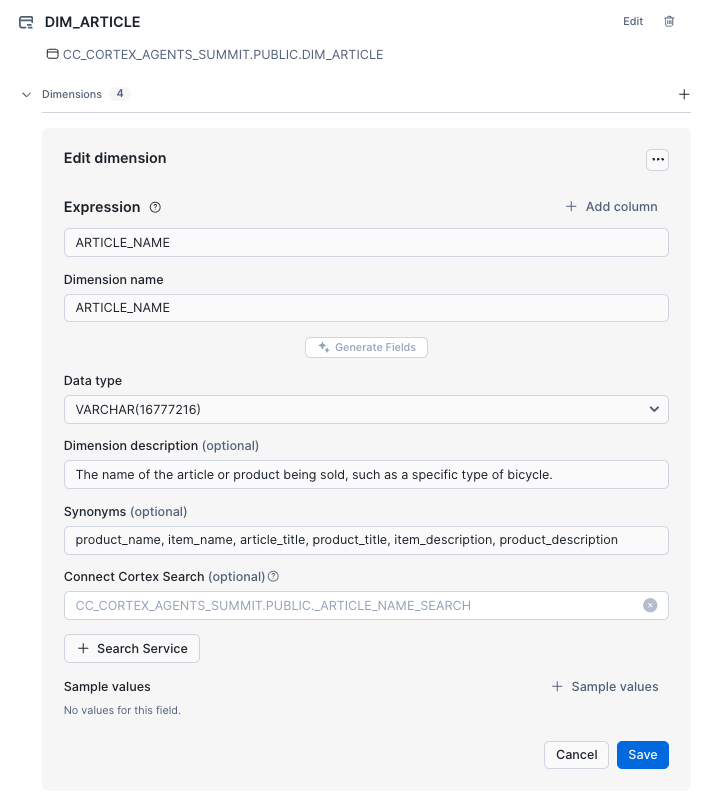 DIM_ARTICLE
Edit
CC_CORTEX_AGENTS_SUMMIT.PUBLIC.DIM_ARTICLE
Dimensions 4
Edit dimension
Expression
Add column
ARTICLE_NAME
Dimension name
ARTICLE_NAME
Generate Fields
Data type
VARCHAR(16777216)
Dimension description (optional)
The name of the article or product being sold, such as a specific type of bicycle.
Synonyms (optional)
product_name, item_name, article_title, product_title, item_description, product_description
Connect Cortex Search (optional)
CC_CORTEX_AGENTS_SUMMIT.PUBLIC._ARTICLE_NAME_SEARCH
Search Service
Sample values
Sample values
No values for this field.
Cancel
Save